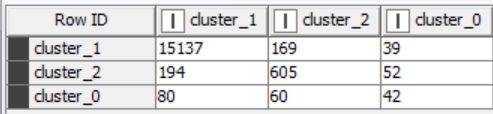 Row ID cluster_1 cluster_2 cluster_0
cluster_1 15137 169 39
cluster_2 194 605 52
cluster_0 80 60 42